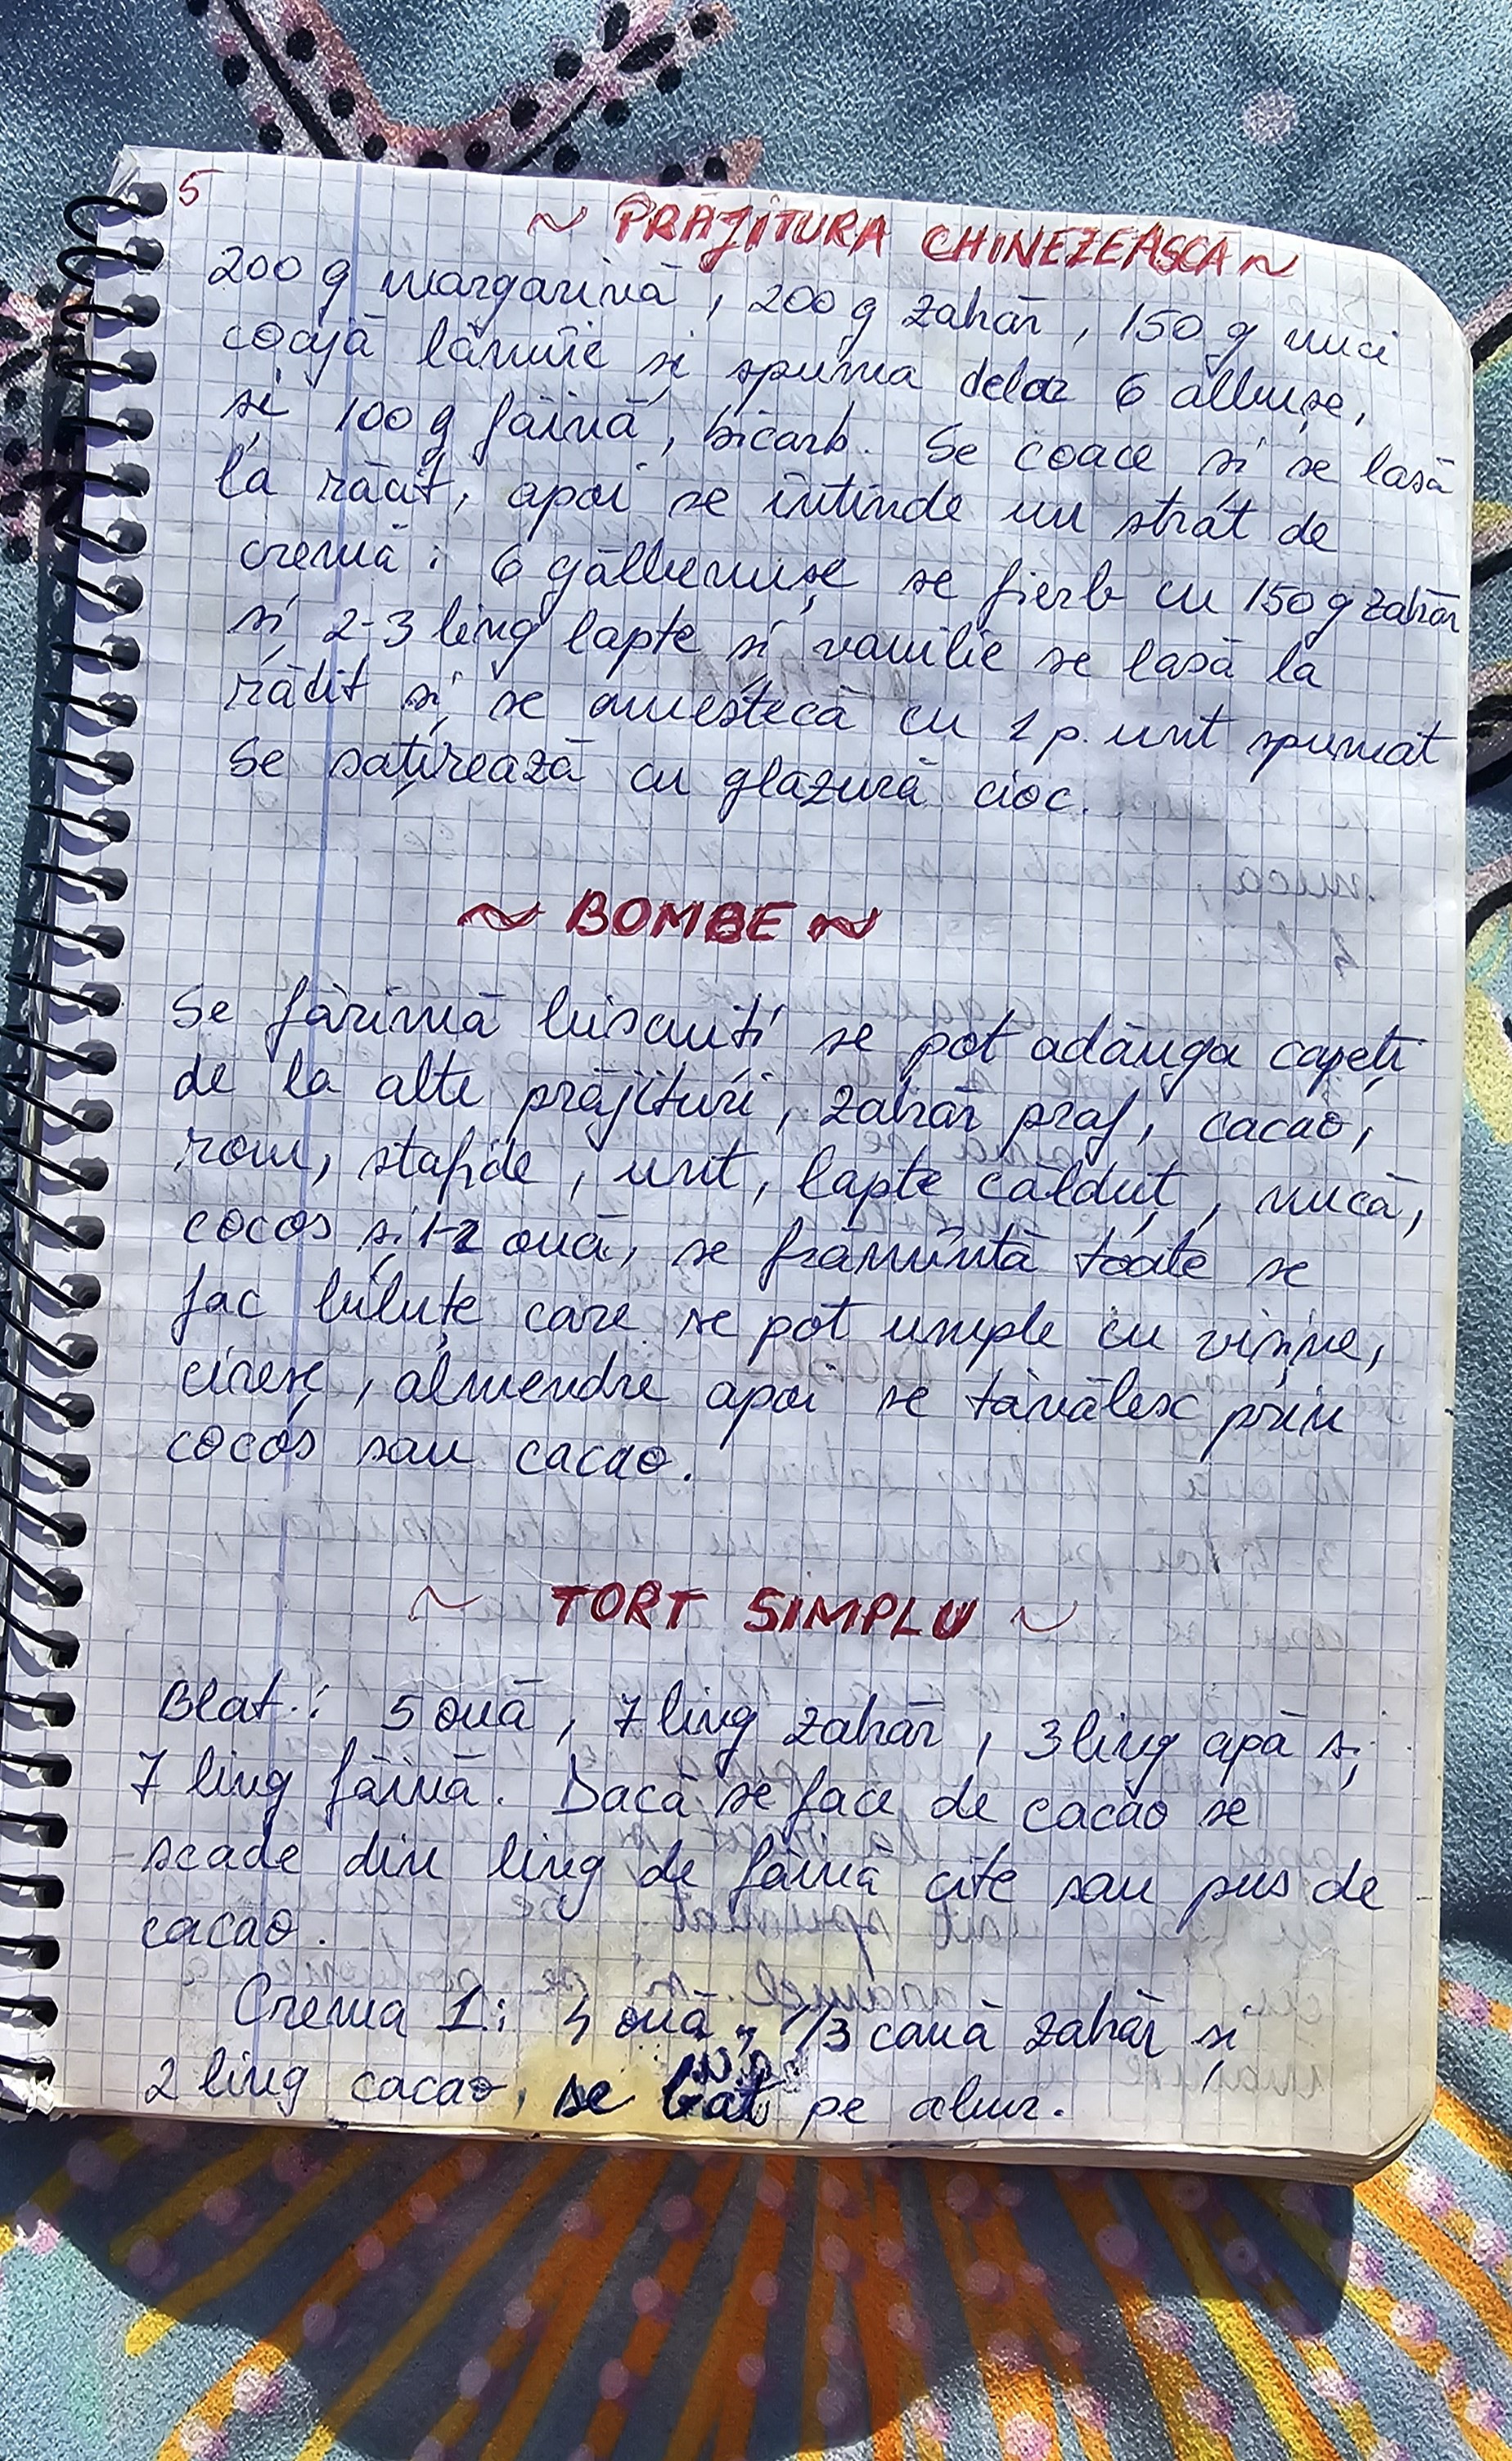 5
~ PRĂJITURA CHINEZEASCĂ ~
200 g margarină, 200 g zahăr, 150 g nuci
coajă lămîie și spuma dela 6 albușe,
și 100 g făină, bicarb. Se coace și se lasă
la răcit, apoi se întinde un strat de
cremă: 6 gălbenușe se fierb cu 150 g zahăr
și 2-3 ling lapte și vanilie se lasă la
răcit și se amestecă cu 1 p. unt spumat
Se satirează cu glazură cioc.
~ BOMBE ~
Se fărîmă biscuiți se pot adăuga capeți
de la alte prăjituri, zahăr praf, cacao,
rom, stafide, unt, lapte călduț, nucă,
cocos și 1-2 ouă, se frămîntă toate se
fac biluțe care se pot umple cu vișine,
cireșe, almendre apoi se tăvălesc prin
cocos sau cacao.
~ TORT SIMPLU ~
Blat: 5 ouă, 7 ling zahăr, 3 ling apă și
7 ling făină. Dacă se face de cacao se
scade din ling de făină cîte sau pus de
cacao.
Crema 1: 4 ouă, 1/3 cană zahăr și
2 ling cacao, se bat pe abur.